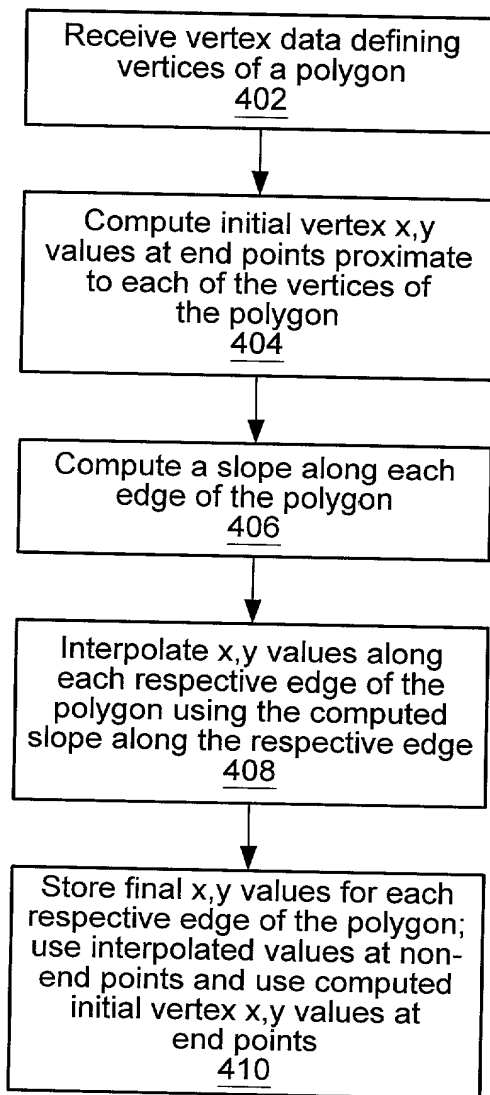 Receive vertex data defining
vertices of a polygon
402
Compute initial vertex x,y
values at end points proximate
to each of the vertices of
the polygon
404
Compute a slope along each
edge of the polygon
406
Interpolate x,y values along
each respective edge of the
polygon using the computed
slope along the respective edge
408
Store final x,y values for each
respective edge of the polygon;
use interpolated values at non-
end points and use computed
initial vertex x,y values at
end points
410